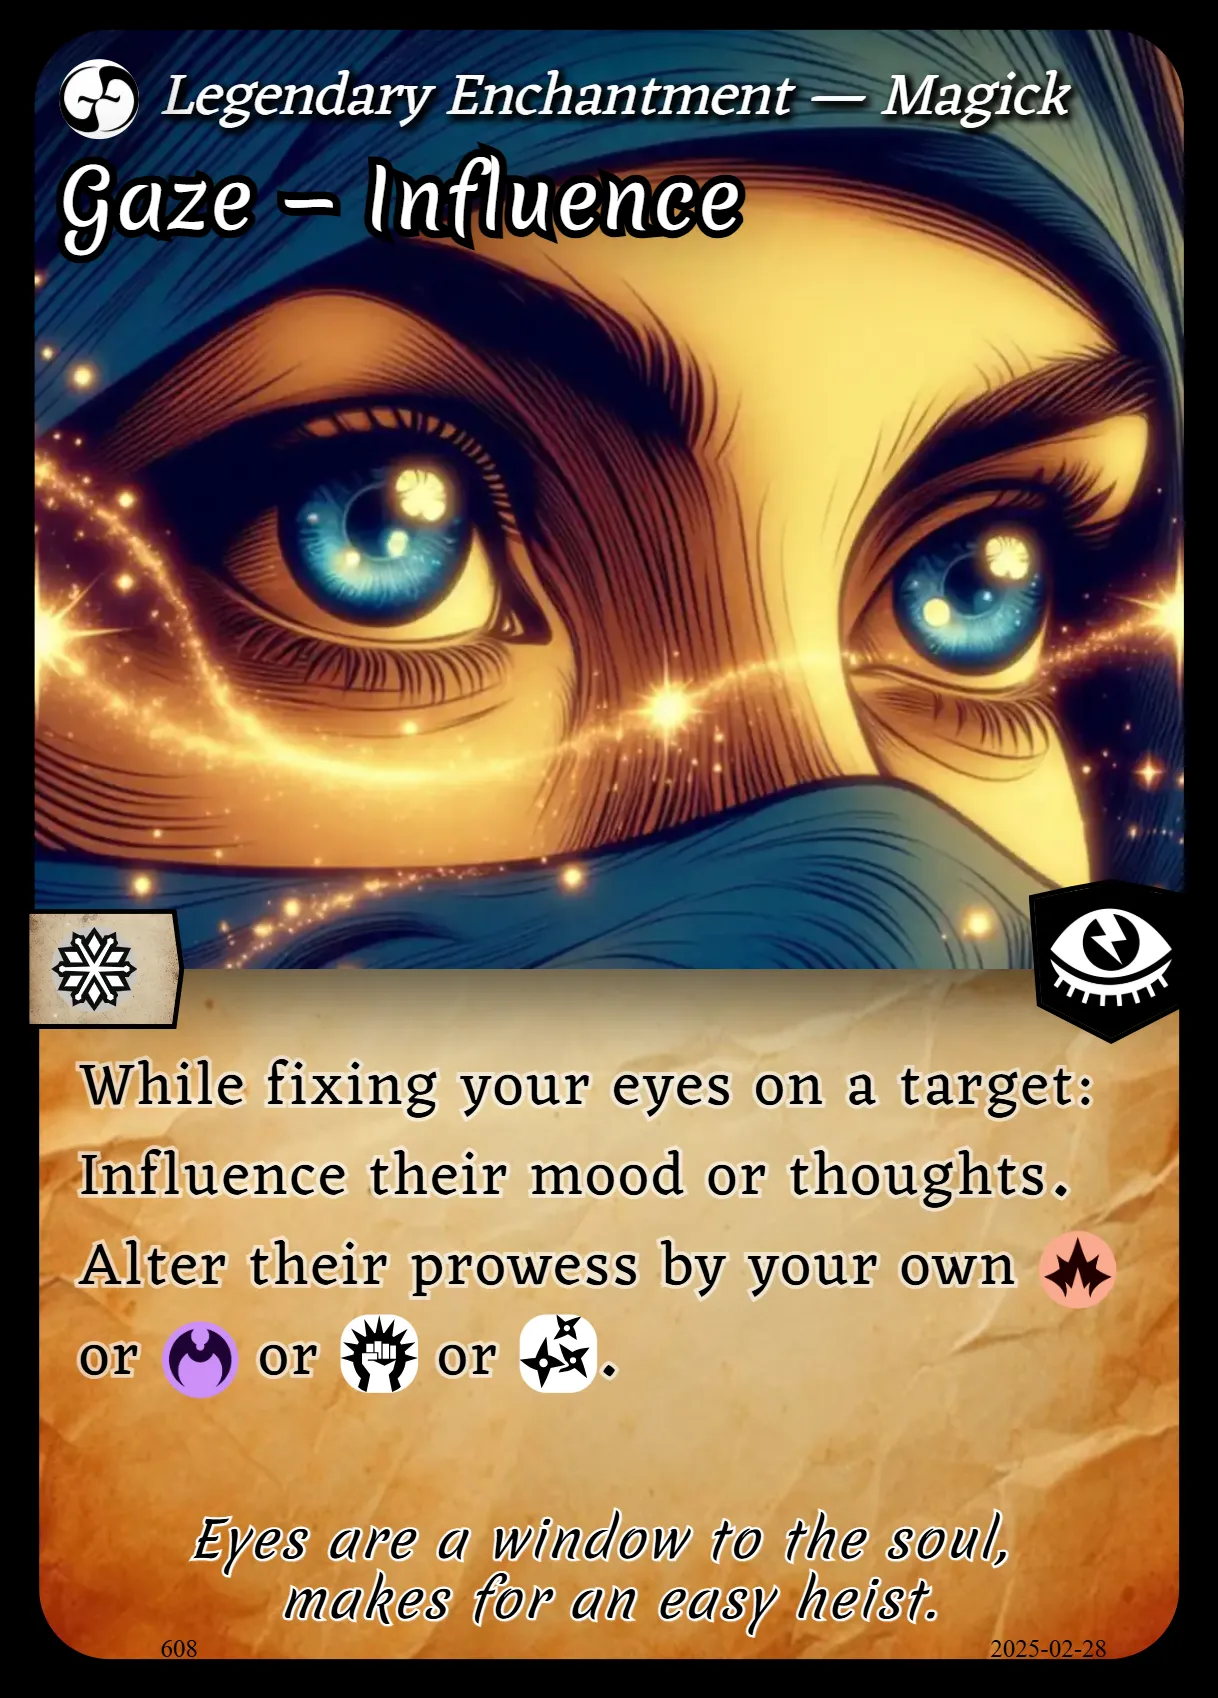 Legendary Enchantment — Magick
Gaze – Influence
While fixing your eyes on a target:
Influence their mood or thoughts.
Alter their prowess by your own
or or or .
Eyes are a window to the soul,
makes for an easy heist.
608
2025-02-28